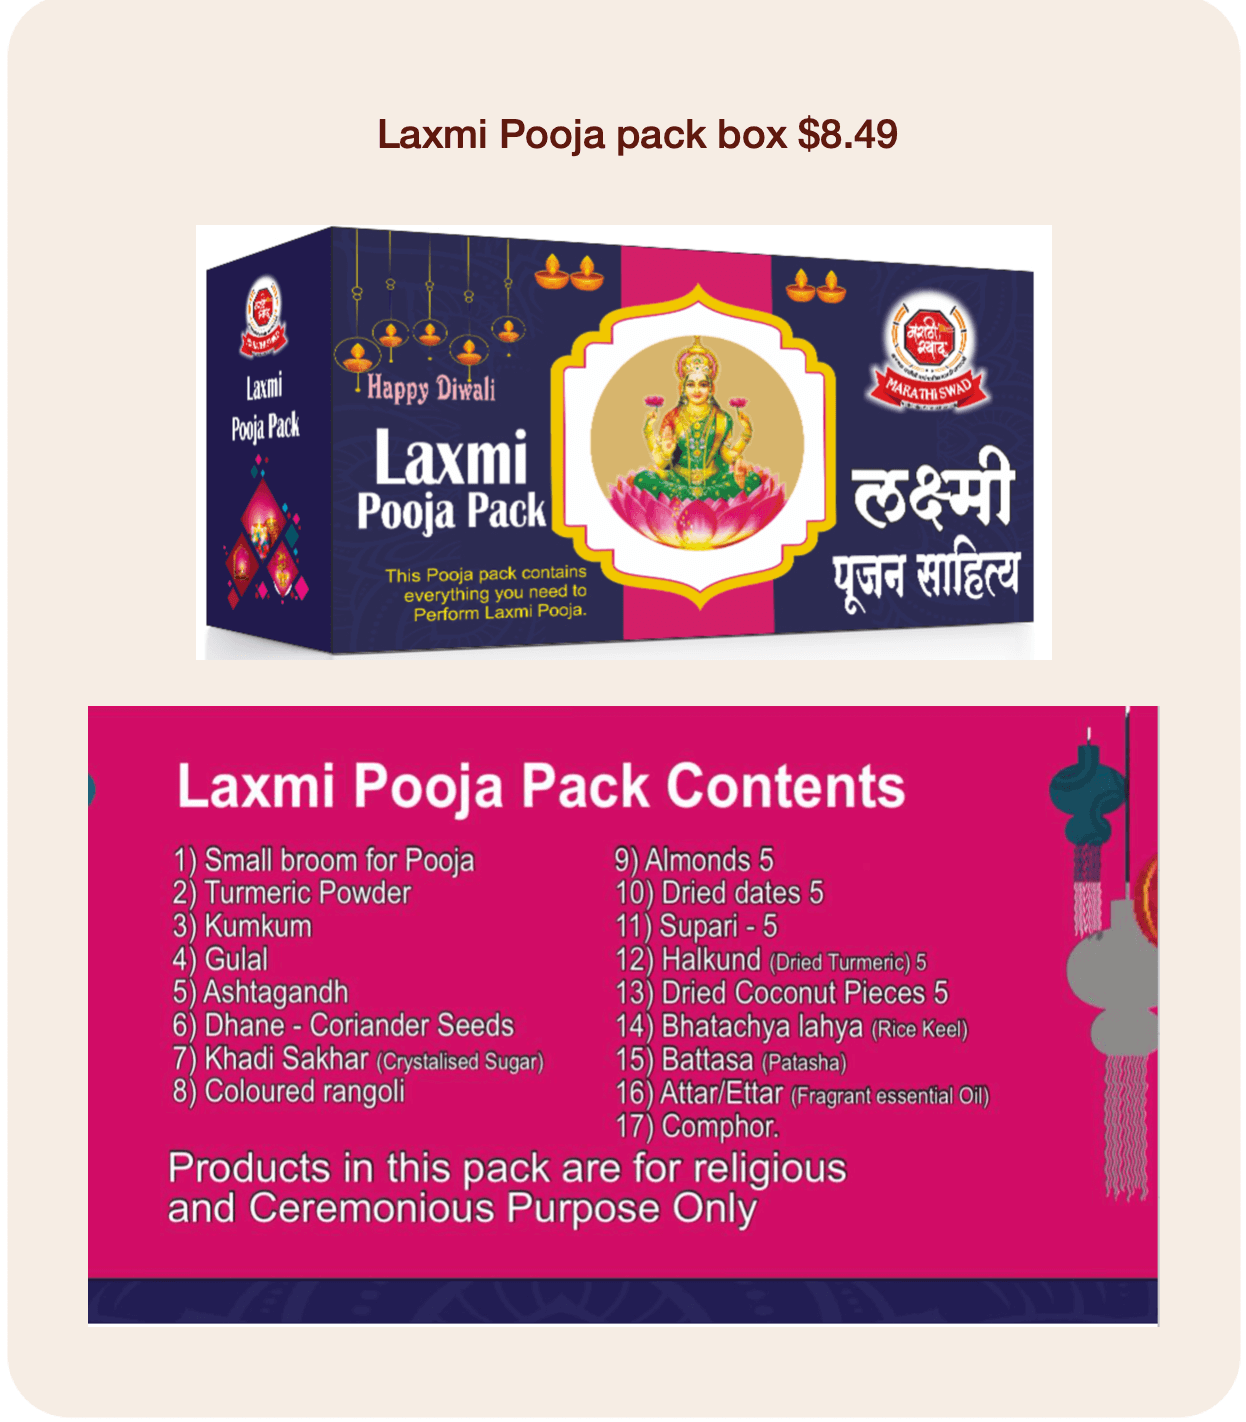 Laxmi Pooja pack box $8.49
Laxmi
Pooja Pack
Happy Diwali
Laxmi
Pooja Pack
This Pooja pack contains
everything you need to
Perform Laxmi Pooja.
मराठी
स्वाद
MARATHI SWAD
लक्ष्मी
पूजन साहित्य
Laxmi Pooja Pack Contents
1) Small broom for Pooja
2) Turmeric Powder
3) Kumkum
4) Gulal
5) Ashtagandh
6) Dhane - Coriander Seeds
7) Khadi Sakhar (Crystalised Sugar)
8) Coloured rangoli
9) Almonds 5
10) Dried dates 5
11) Supari - 5
12) Halkund (Dried Turmeric) 5
13) Dried Coconut Pieces 5
14) Bhatachya lahya (Rice Keel)
15) Battasa (Patasha)
16) Attar/Ettar (Fragrant essential Oil)
17) Comphor.
Products in this pack are for religious
and Ceremonious Purpose Only